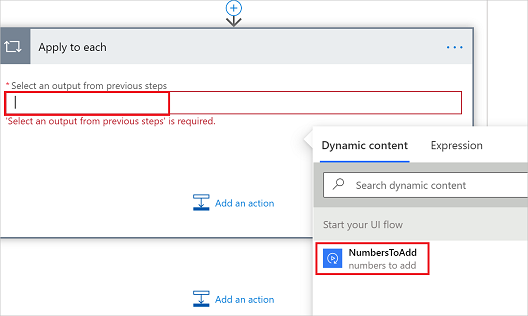 Apply to each
* Select an output from previous steps
'Select an output from previous steps' is required.
Add an action
Dynamic content
Expression
Search dynamic content
Start your UI flow
NumbersToAdd
numbers to add
Add an action